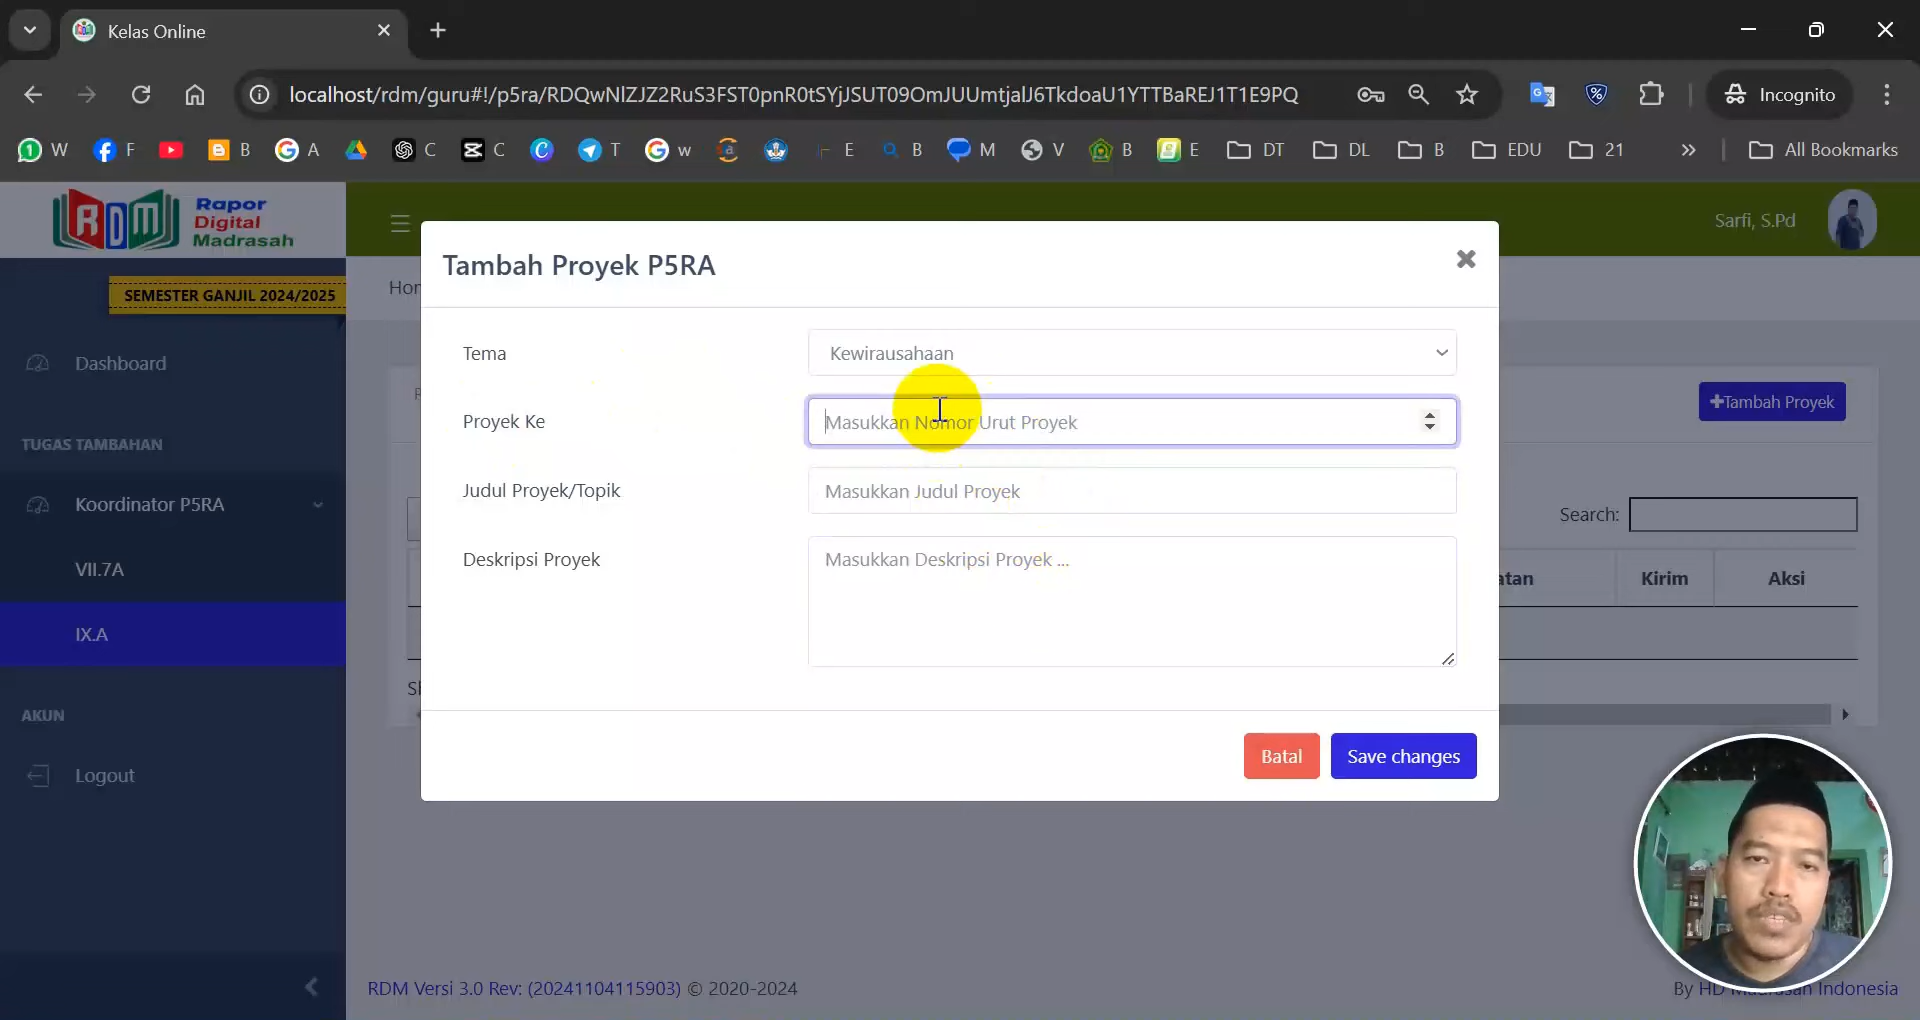 Kelas Online
localhost/rdm/guru#!/p5ra/RDQwNlZJZ2RuS3FST0pnR0tSYjJSUT09OmJUUmtjalJ6TkdoaU1YTTBaREJ1T1E9PQ
Incognito
W F B A C C T w E B M V B E DT DL B EDU 21 » All Bookmarks
RDM Rapor
Digital
Madrasah
Sarfi, S.Pd
SEMESTER GANJIL 2024/2025
Hor
Dashboard
TUGAS TAMBAHAN
Koordinator P5RA
VII.7A
IX.A
AKUN
Logout
Tambah Proyek P5RA
Tema
Kewirausahaan
Proyek Ke
Masukkan Nomor Urut Proyek
Judul Proyek/Topik
Masukkan Judul Proyek
Deskripsi Proyek
Masukkan Deskripsi Proyek ...
Batal
Save changes
+Tambah Proyek
Search:
atan
Kirim
Aksi
RDM Versi 3.0 Rev: (20241104115903) © 2020-2024
By HD Madrasah Indonesia